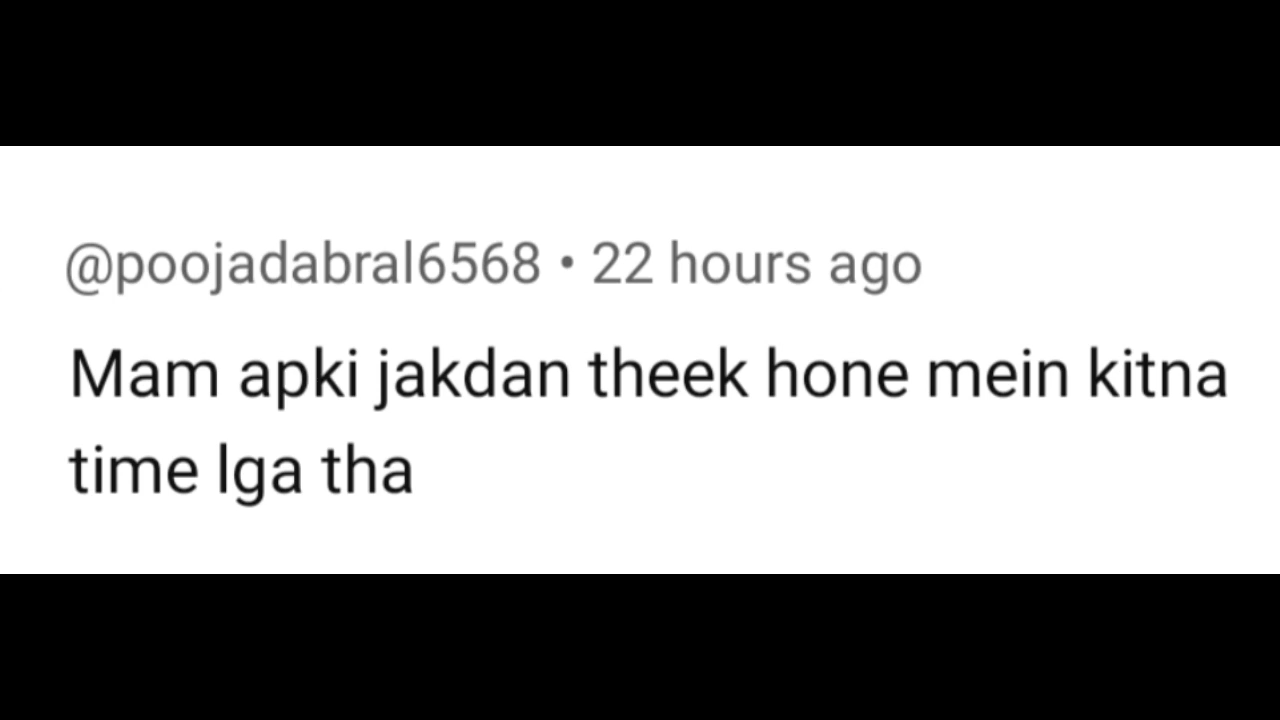 @poojadabral6568 • 22 hours ago
Mam apki jakdan theek hone mein kitna
time lga tha